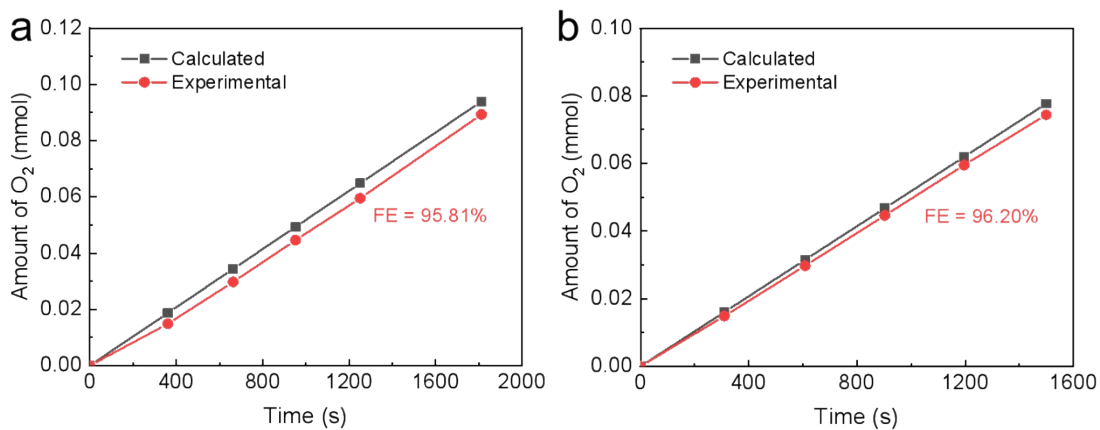 a
0.12
0.10
0.08
0.06
0.04
0.02
0.00
Amount of O2 (mmol)
Calculated
Experimental
FE = 95.81%
0 400 800 1200 1600 2000
Time (s)
b
0.10
0.08
0.06
0.04
0.02
0.00
Amount of O2 (mmol)
Calculated
Experimental
FE = 96.20%
0 400 800 1200 1600
Time (s)